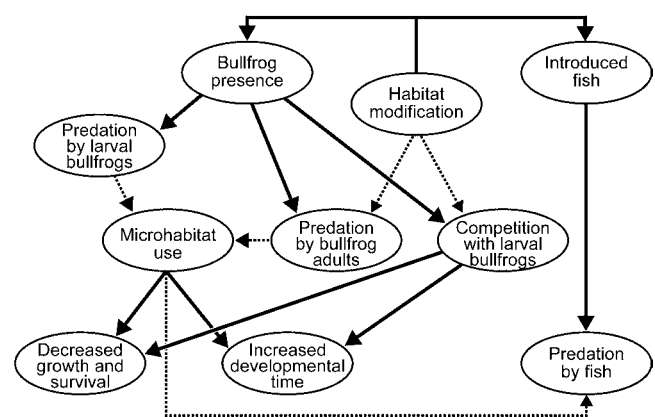 Bullfrog
presence
Introduced
fish
Habitat
modification
Predation
by larval
bullfrogs
Microhabitat
use
Predation
by bullfrog
adults
Competition
with larval
bullfrogs
Decreased
growth and
survival
Increased
developmental
time
Predation
by fish